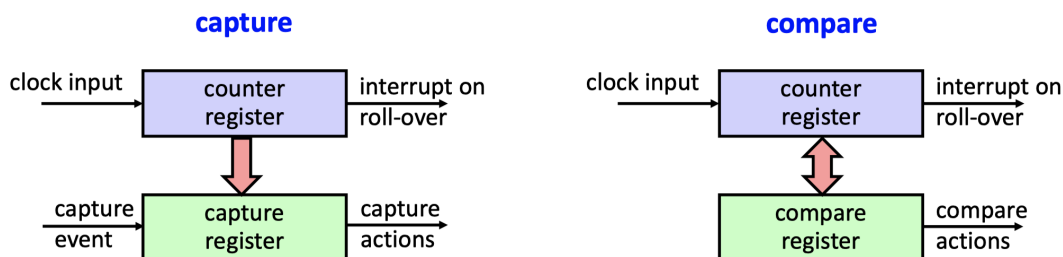 capture
clock input
counter
register
interrupt on
roll-over
capture
event
capture
register
capture
actions
compare
clock input
counter
register
interrupt on
roll-over
compare
register
compare
actions